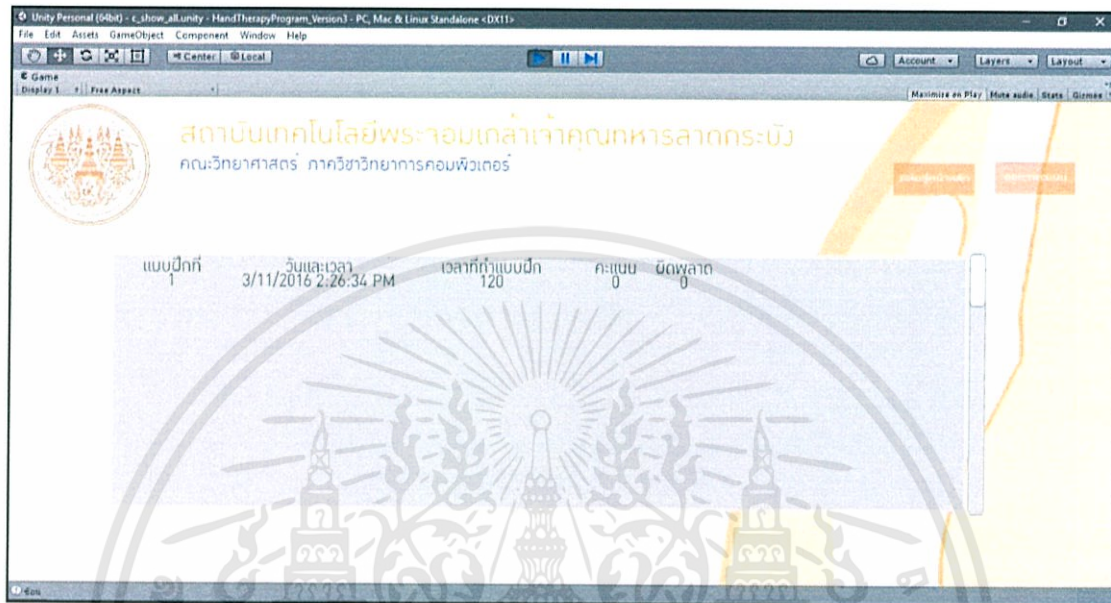 Unity Personal (64bit) - c_show_all.unity - HandTherapyProgram_Version3 - PC, Mac & Linux Standalone <DX11>
File Edit Assets GameObject Component Window Help
Center Local Account Layers Layout
Game
Display 1 Free Aspect Maximize on Play Mute audio Stats Gizmos
สถาบันเทคโนโลยีพระจอมเกล้าเจ้าคุณทหารลาดกระบัง
คณะวิทยาศาสตร์ ภาควิชาวิทยาการคอมพิวเตอร์
แบบฝึกที่ วันและเวลา เวลาที่ทำแบบฝึก คะแนน ผิดพลาด
1 3/11/2016 2:26:34 PM 120 0 0